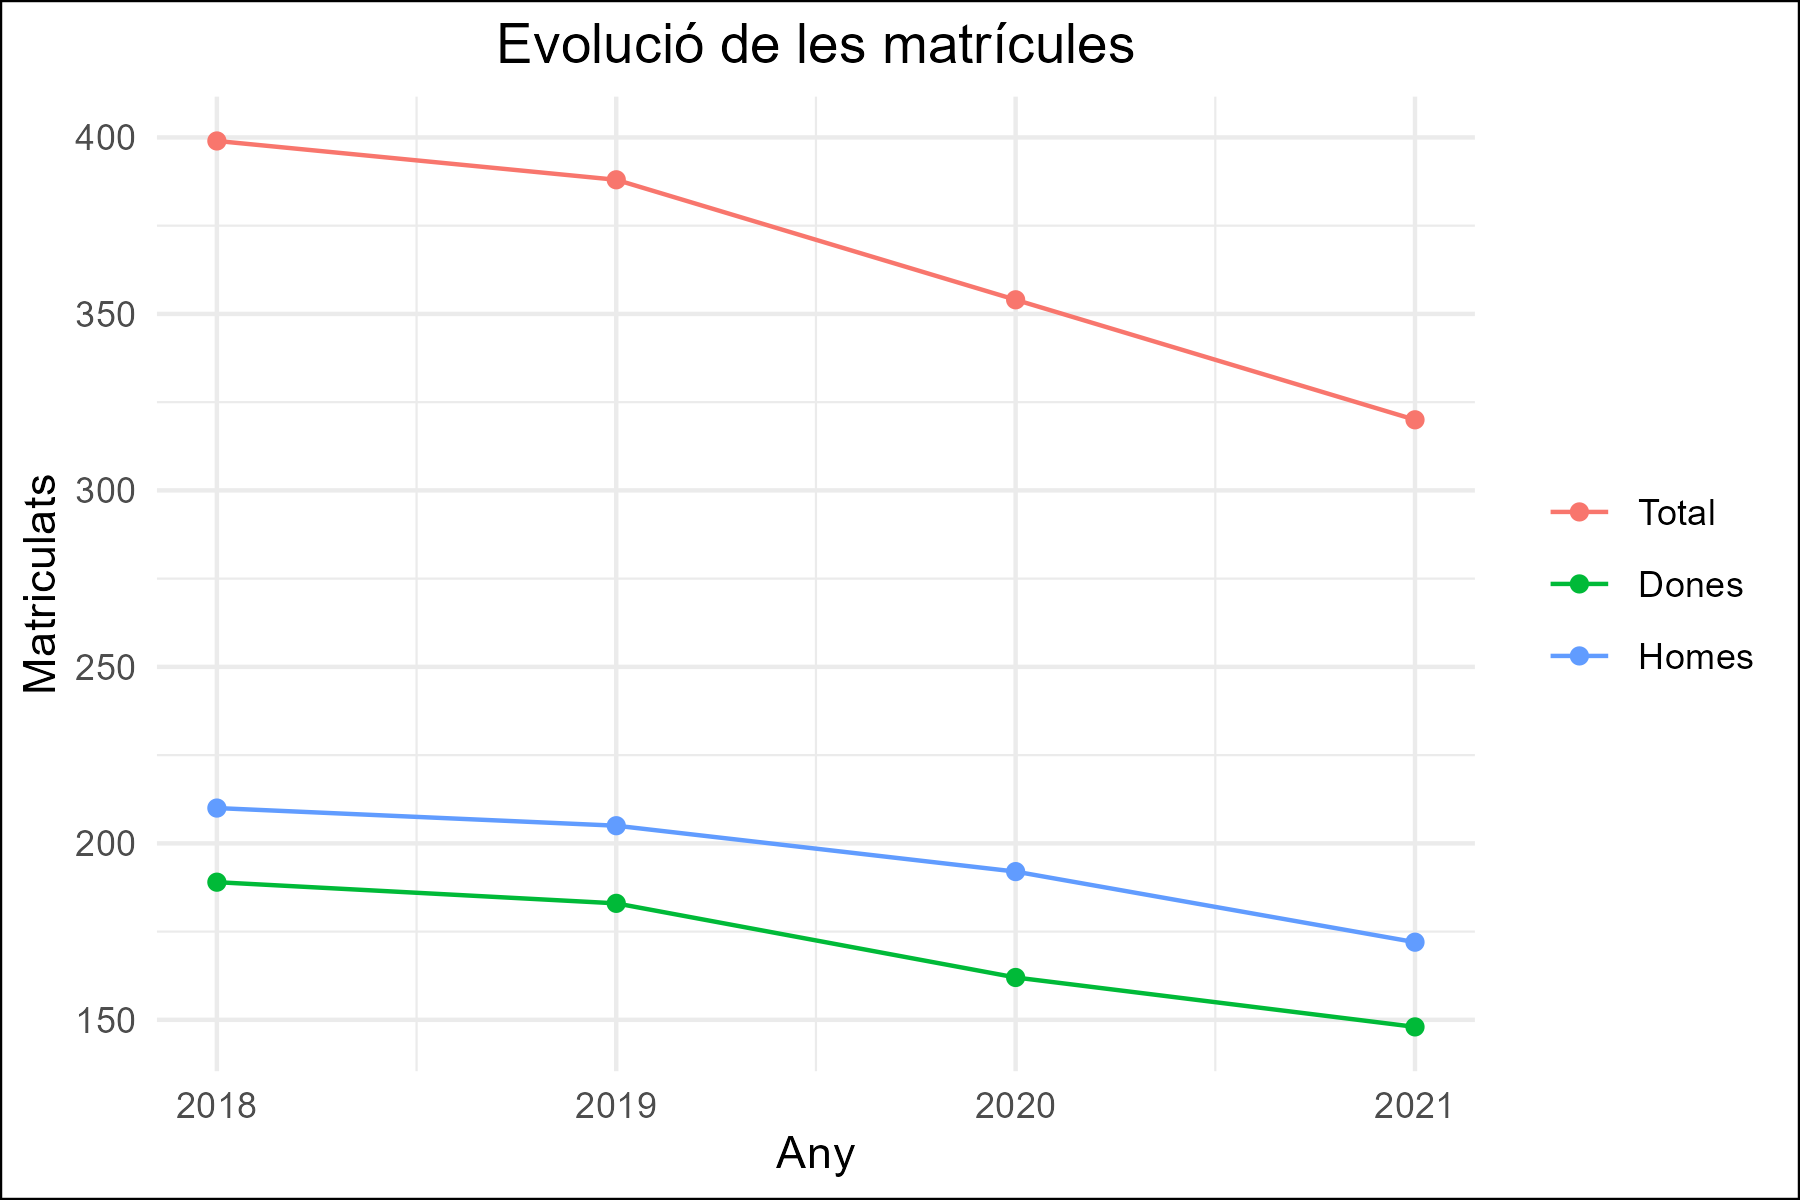 Evolució de les matrícules
400
350
300
250
200
150
Matriculats
2018 2019 2020 2021
Any
Total
Dones
Homes